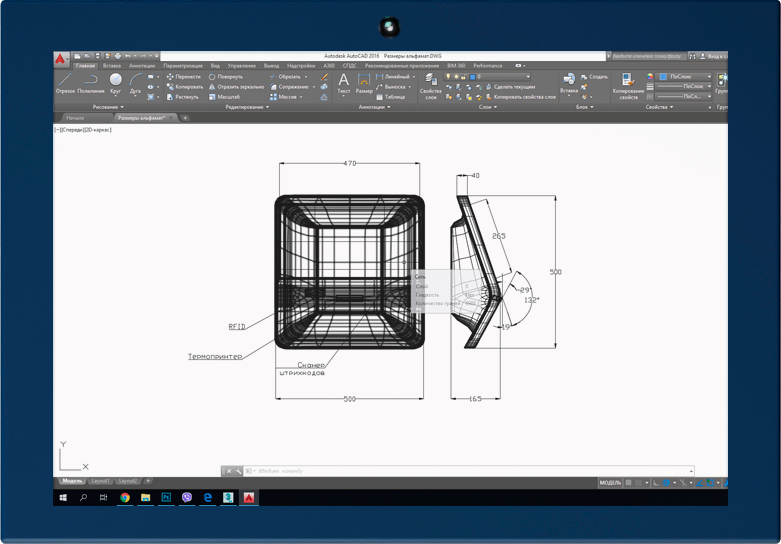 Autodesk AutoCAD 2016 Размеры альфамат.DWG
Введите ключевое слово/фразу
Вход в с
Главная Вставка Аннотации Параметризация Вид Управление Вывод Надстройки A360 СПДС Рекомендованные приложения BIM 360 Performance
Перенести Повернуть Обрезать Линейный
Создать
ПоСлою
Отрезок Полилиния Круг Дуга Копировать Отразить зеркально Сопряжение Текст Размер Выноска Сделать текущим
Растянуть Масштаб Массив Таблица Свойства слоя Копировать свойства слоя Вставка Копирование свойств
Рисование Редактирование Аннотации Слои Блок Свойства
Начало Размеры альфамат*
[−][Спереди][2D-каркас]
470
40
265
500
29°
132°
19
Сеть
Слой 0
RFID
Термопринтер
Сканер
штрихкодов
500
165
Y
X
Введите команду
Модель Layout1 Layout2
МОДЕЛЬ